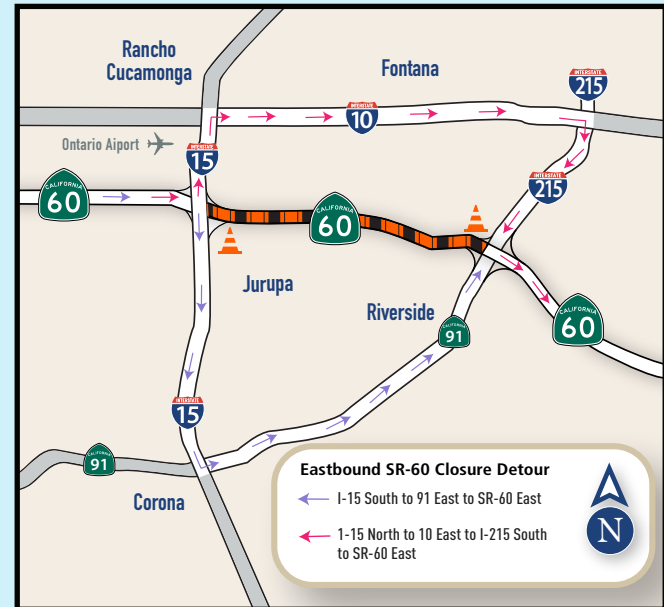 Rancho
Cucamonga
Fontana
INTERSTATE
215
INTERSTATE
10
Ontario Aiport
INTERSTATE
15
INTERSTATE
215
CALIFORNIA
60
CALIFORNIA
60
Jurupa
Riverside
CALIFORNIA
91
CALIFORNIA
60
INTERSTATE
15
CALIFORNIA
91
Corona
Eastbound SR-60 Closure Detour
I-15 South to 91 East to SR-60 East
1-15 North to 10 East to I-215 South
to SR-60 East
N